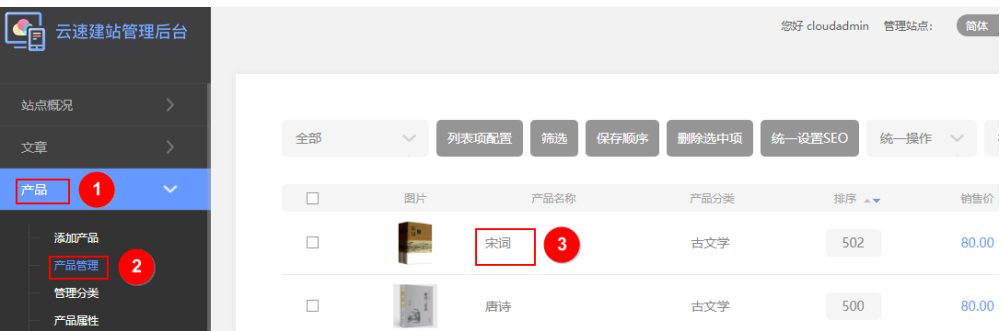 云速建站管理后台
您好 cloudadmin 管理站点： 简体
站点概况
文章
产品 1
添加产品
产品管理 2
管理分类
产品属性
全部 列表项配置 筛选 保存顺序 删除选中项 统一设置SEO 统一操作
图片 产品名称 产品分类 排序 销售价
宋词 3 古文学 502 80.00
唐诗 古文学 500 80.00